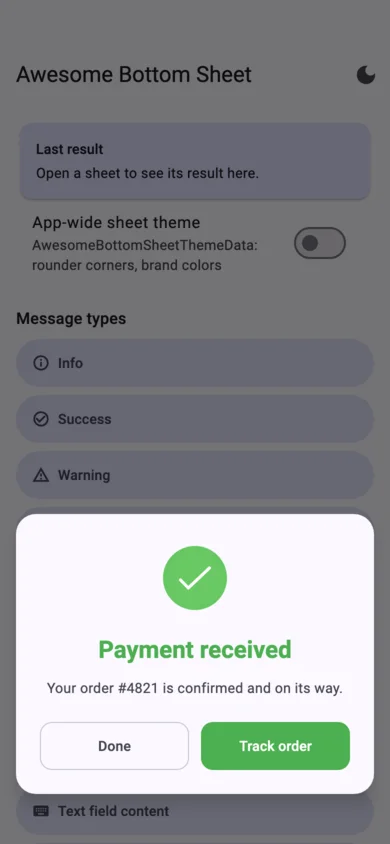 Awesome Bottom Sheet
Last result
Open a sheet to see its result here.
App-wide sheet theme
AwesomeBottomSheetThemeData:
rounder corners, brand colors
Message types
Info
Success
Warning
Payment received
Your order #4821 is confirmed and on its way.
Done
Track order
Text field content